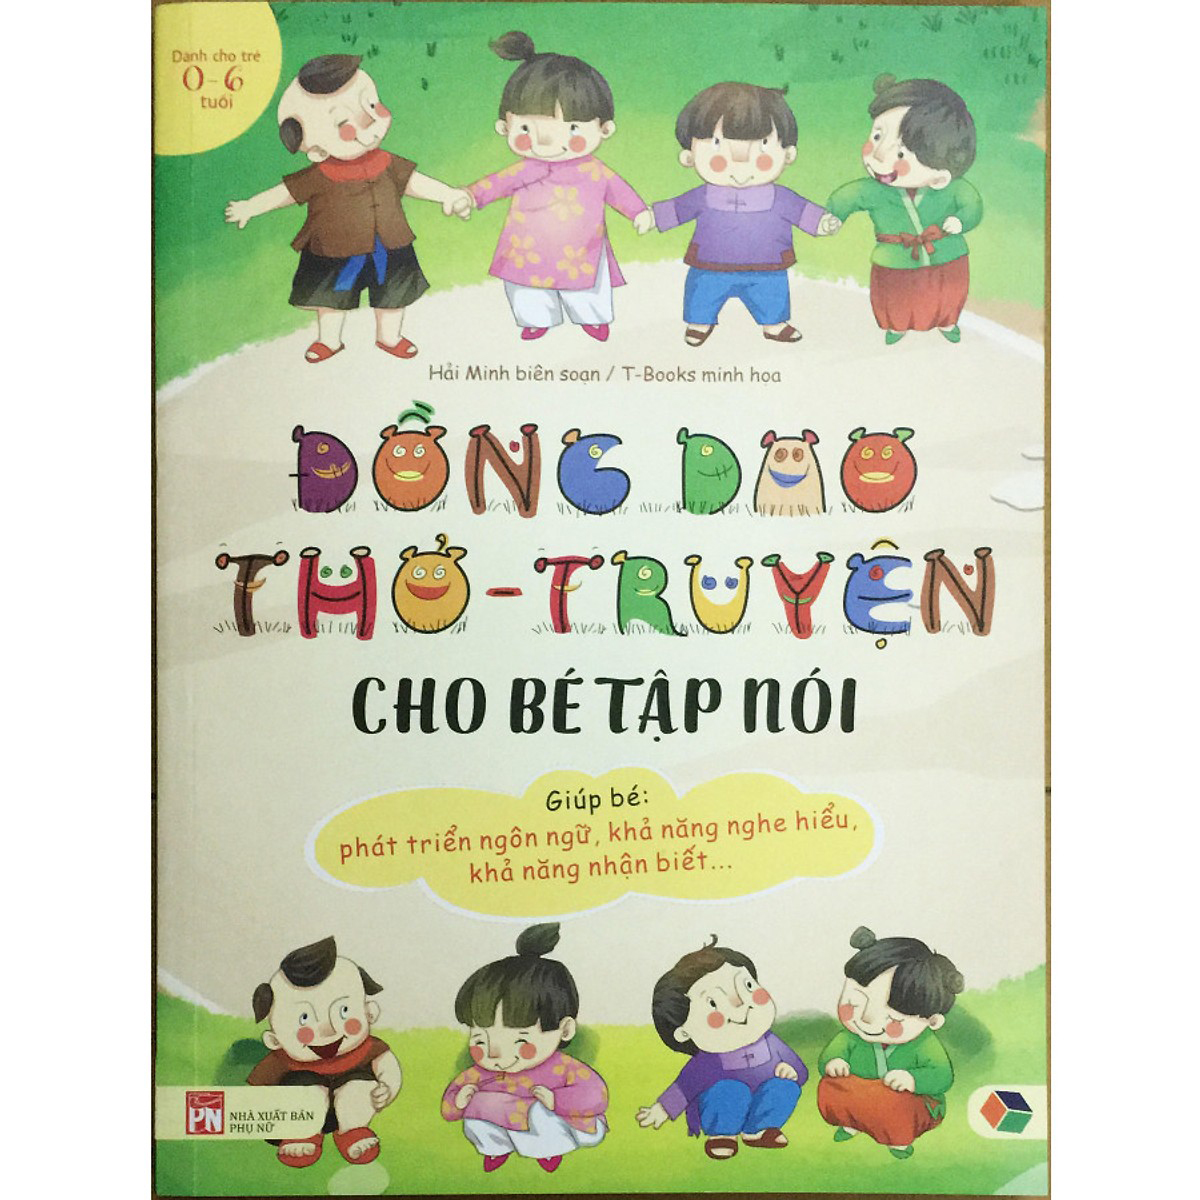 Dành cho trẻ
0-6
tuổi
Hải Minh biên soạn / T-Books minh họa
ĐỒNG DAO
THƠ-TRUYỆN
CHO BÉ TẬP NÓI
Giúp bé:
phát triển ngôn ngữ, khả năng nghe hiểu,
khả năng nhận biết...
PN
NHÀ XUẤT BẢN
PHỤ NỮ